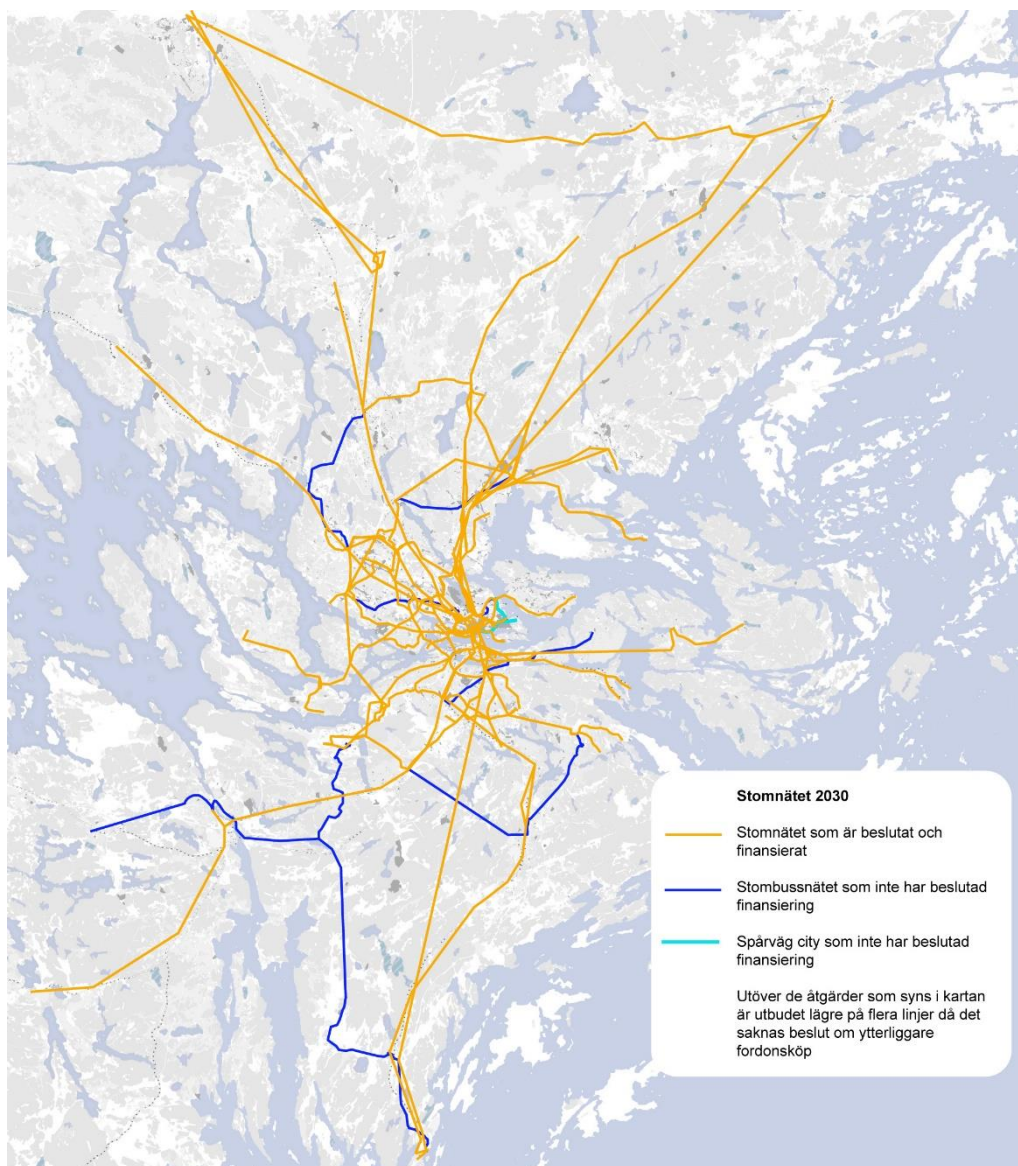 Stomnätet 2030
Stomnätet som är beslutat och
finansierat
Stombussnätet som inte har beslutad
finansiering
Spårväg city som inte har beslutad
finansiering
Utöver de åtgärder som syns i kartan
är utbudet lägre på flera linjer då det
saknas beslut om ytterliggare
fordonsköp